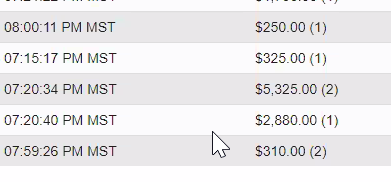 08:00:11 PM MST $250.00 (1)
07:15:17 PM MST $325.00 (1)
07:20:34 PM MST $5,325.00 (2)
07:20:40 PM MST $2,880.00 (1)
07:59:26 PM MST $310.00 (2)